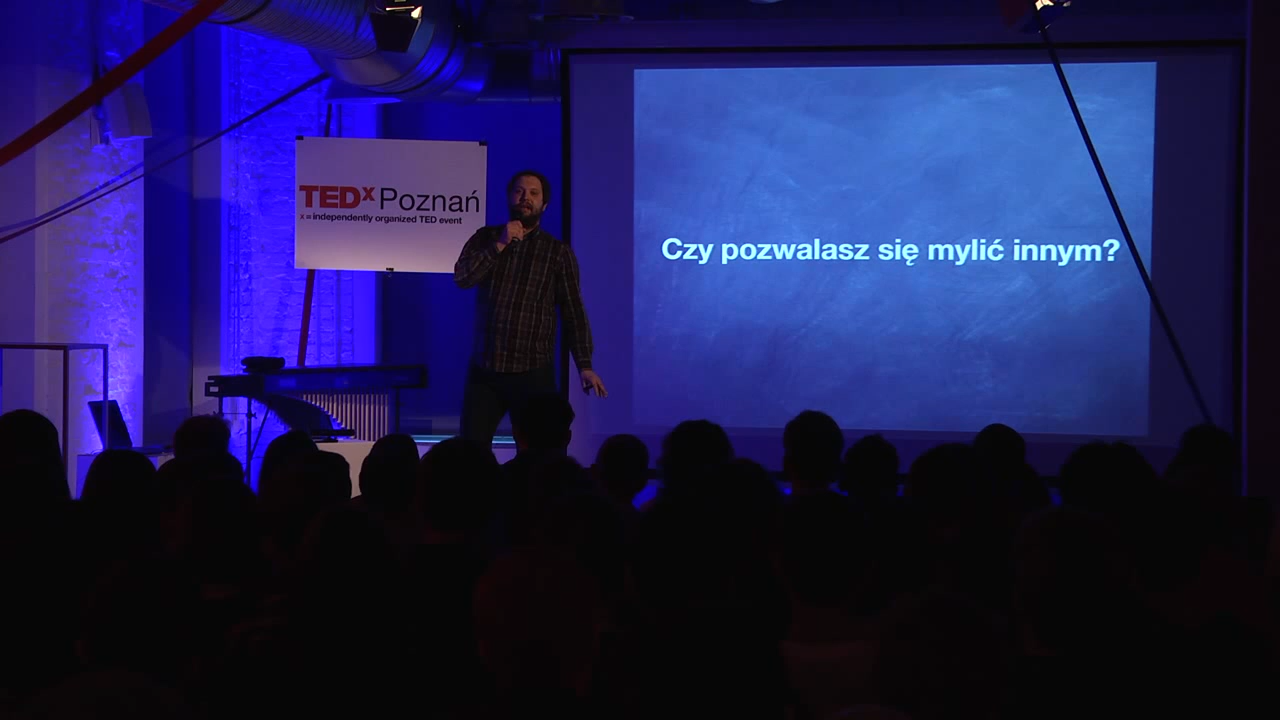 TEDx Poznań
x = independently organized TED event
Czy pozwalasz się mylić innym?